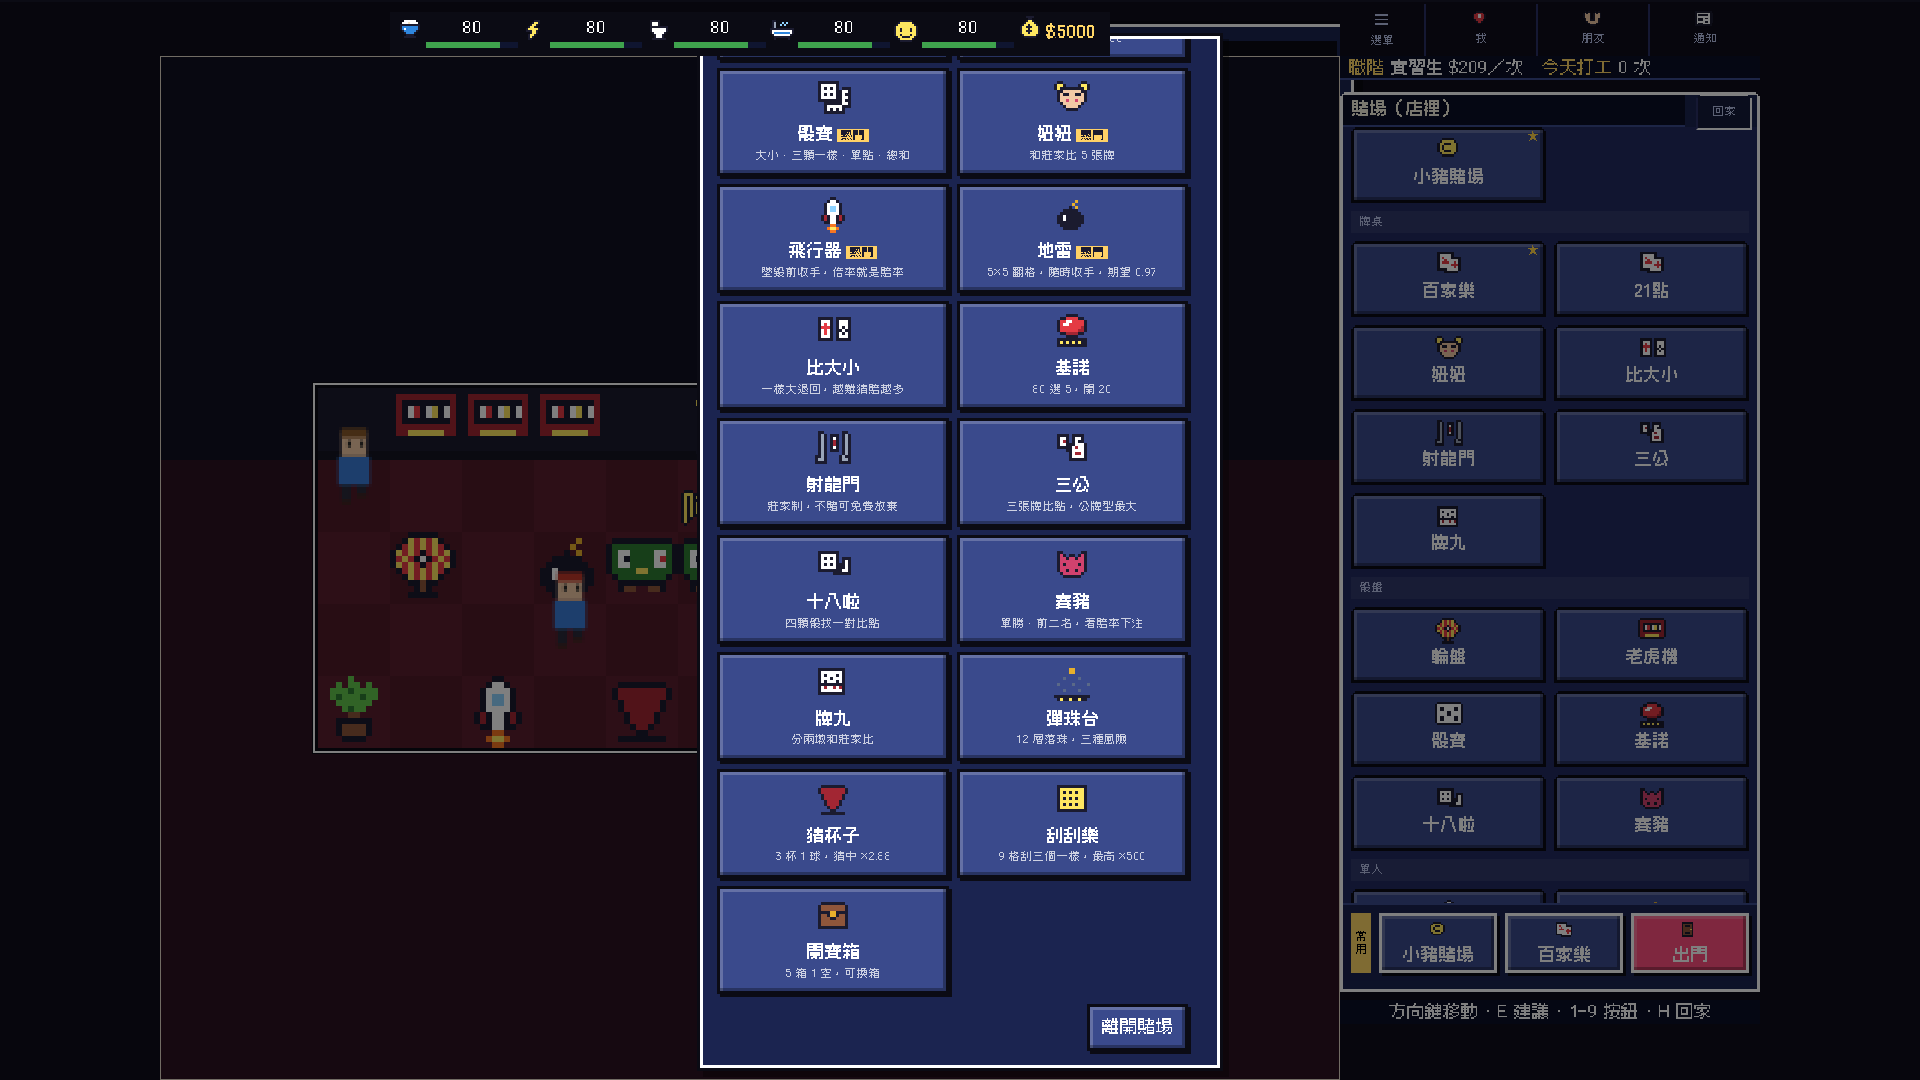 80
80
80
80
80
$5000
選單
我
朋友
通知
職階 實習生 $209／次 今天打工 0 次
賭場（店裡）
回家
小豬賭場
牌桌
百家樂
21點
妞妞
比大小
射龍門
三公
牌九
骰盤
輪盤
老虎機
骰寶
基諾
十八啦
賽豬
單人
常用
小豬賭場
百家樂
出門
方向鍵移動 · E 建議 · 1-9 按鈕 · H 回家
骰寶 熱門
大小 · 三顆一樣 · 單點 · 總和
妞妞 熱門
和莊家比 5 張牌
飛行器 熱門
墜毀前收手，倍率就是賠率
地雷 熱門
5×5 翻格，隨時收手，期望 0.97
比大小
一樣大退回，越難猜賠越多
基諾
80 選 5，開 20
射龍門
莊家制，不賭可免費放棄
三公
三張牌比點，公牌型最大
十八啦
四顆骰找一對比點
賽豬
單勝 · 前二名，看賠率下注
牌九
分兩墩和莊家比
彈珠台
12 層落珠，三種風險
猜杯子
3 杯 1 球，猜中 ×2.88
刮刮樂
9 格刮三個一樣，最高 ×500
開寶箱
5 箱 1 空，可換箱
離開賭場